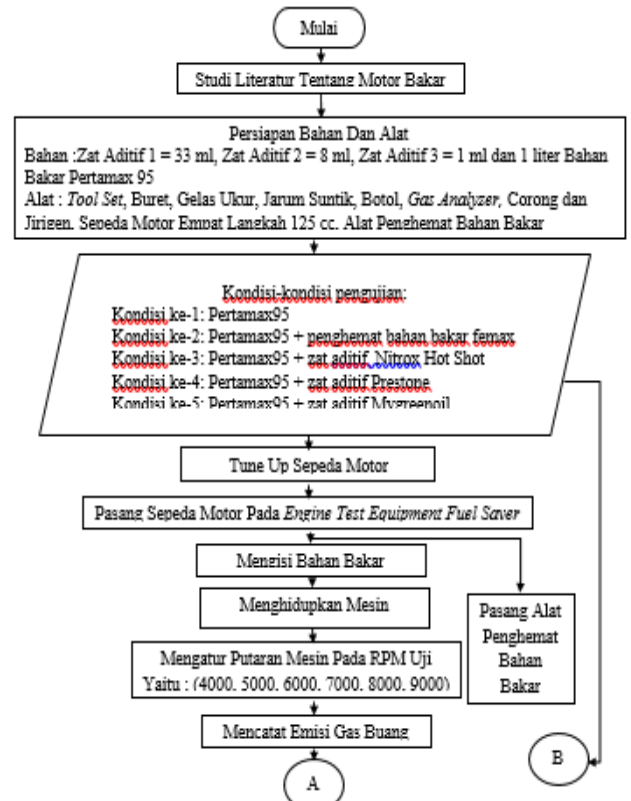 Mulai
Studi Literatur Tentang Motor Bakar
Persiapan Bahan Dan Alat
Bahan :Zat Aditif 1 = 33 ml, Zat Aditif 2 = 8 ml, Zat Aditif 3 = 1 ml dan 1 liter Bahan
Bakar Pertamax 95
Alat : Tool Set, Buret, Gelas Ukur, Jarum Suntik, Botol, Gas Analyzer, Corong dan
Jirigen, Sepeda Motor Empat Langkah 125 cc, Alat Penghemat Bahan Bakar
Kondisi-kondisi pengujian:
Kondisi ke-1: Pertamax95
Kondisi ke-2: Pertamax95 + penghemat bahan bakar femax
Kondisi ke-3: Pertamax95 + zat aditif Nitrox Hot Shot
Kondisi ke-4: Pertamax95 + zat aditif Prestone
Kondisi ke-5: Pertamax95 + zat aditif Mygreenoil
Tune Up Sepeda Motor
Pasang Sepeda Motor Pada Engine Test Equipment Fuel Saver
Mengisi Bahan Bakar
Menghidupkan Mesin
Pasang Alat
Penghemat
Bahan
Bakar
Mengatur Putaran Mesin Pada RPM Uji
Yaitu : (4000, 5000, 6000, 7000, 8000, 9000)
Mencatat Emisi Gas Buang
B
A